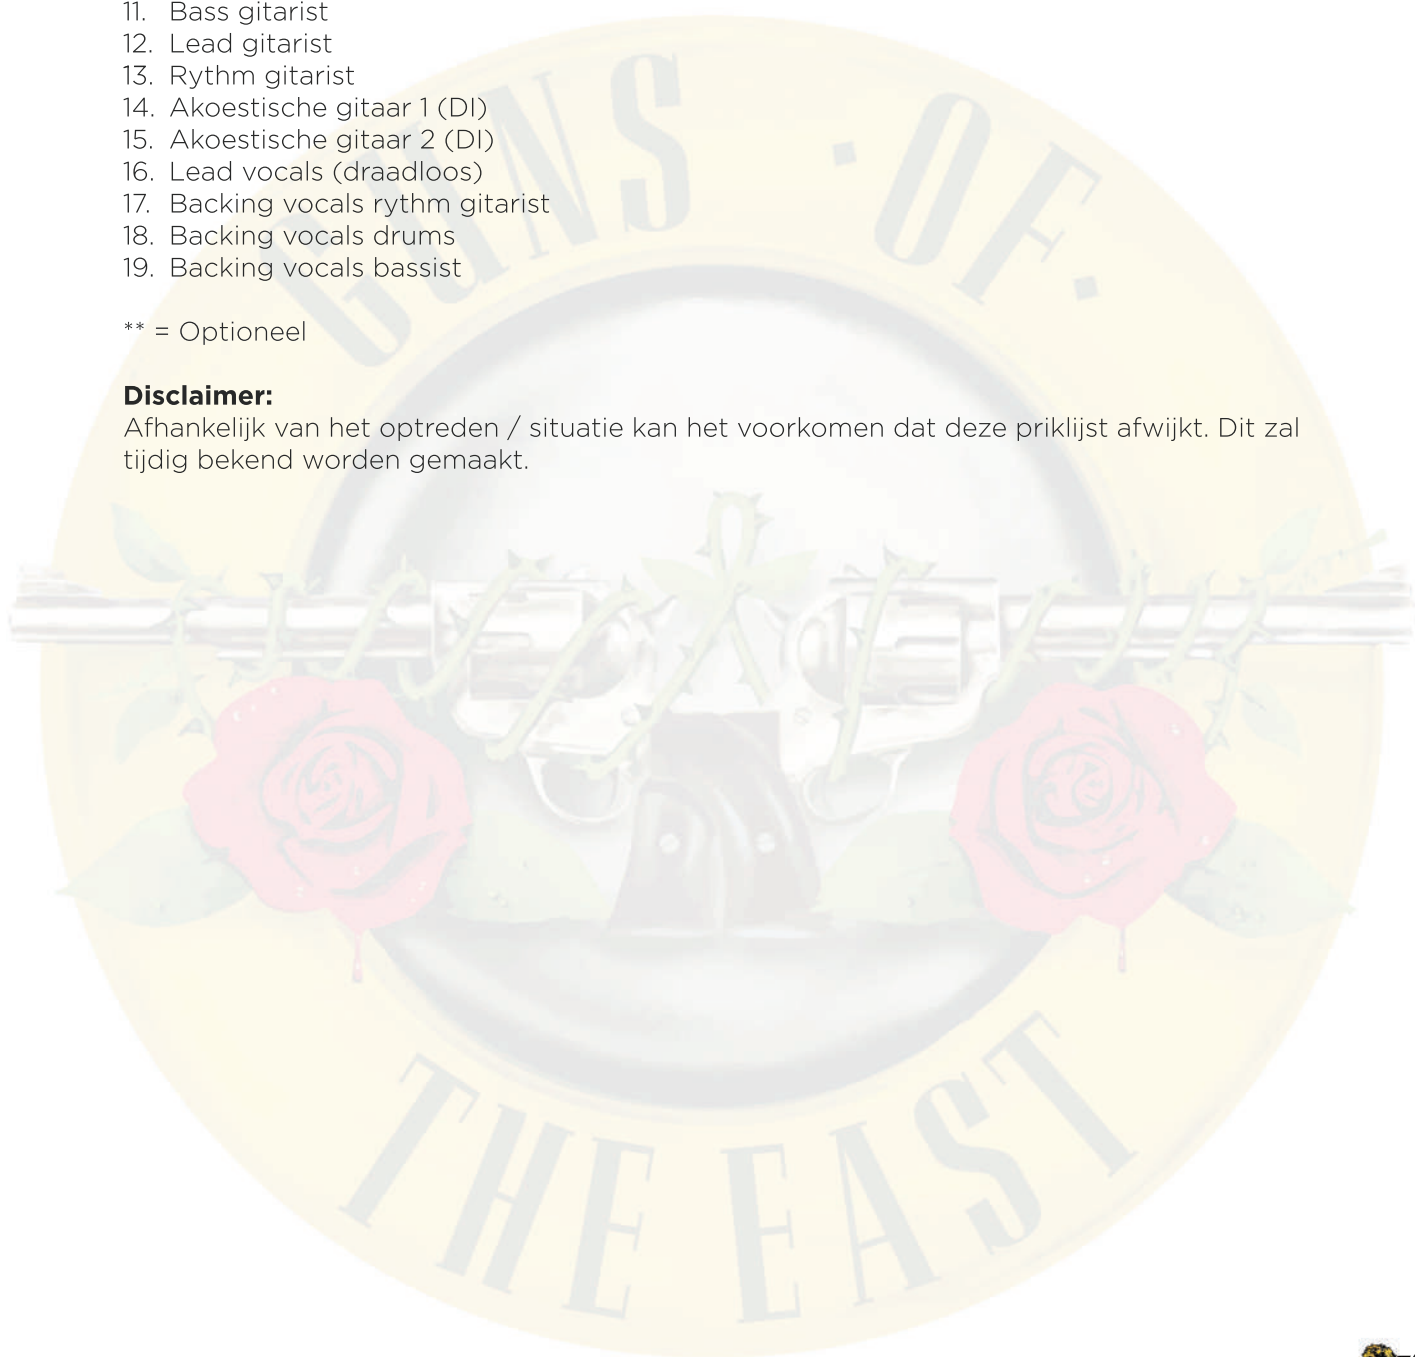 11. Bass gitarist
12. Lead gitarist
13. Rythm gitarist
14. Akoestische gitaar 1 (DI)
15. Akoestische gitaar 2 (DI)
16. Lead vocals (draadloos)
17. Backing vocals rythm gitarist
18. Backing vocals drums
19. Backing vocals bassist
** = Optioneel
Disclaimer:
Afhankelijk van het optreden / situatie kan het voorkomen dat deze priklijst afwijkt. Dit zal
tijdig bekend worden gemaakt.
GUNS · OF ·
THE EAST